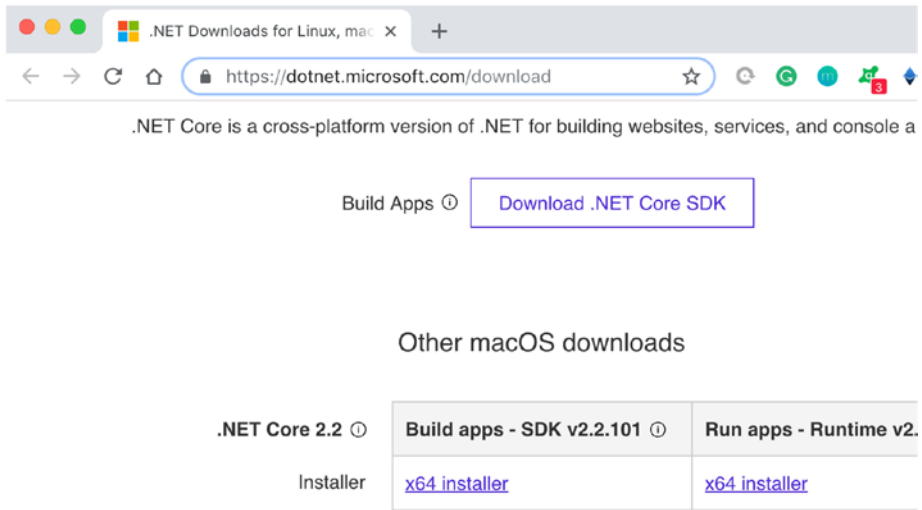 .NET Downloads for Linux, mac
https://dotnet.microsoft.com/download
3
.NET Core is a cross-platform version of .NET for building websites, services, and console a
Build Apps Download .NET Core SDK
Other macOS downloads
.NET Core 2.2 Build apps - SDK v2.2.101 Run apps - Runtime v2.
Installer x64 installer x64 installer